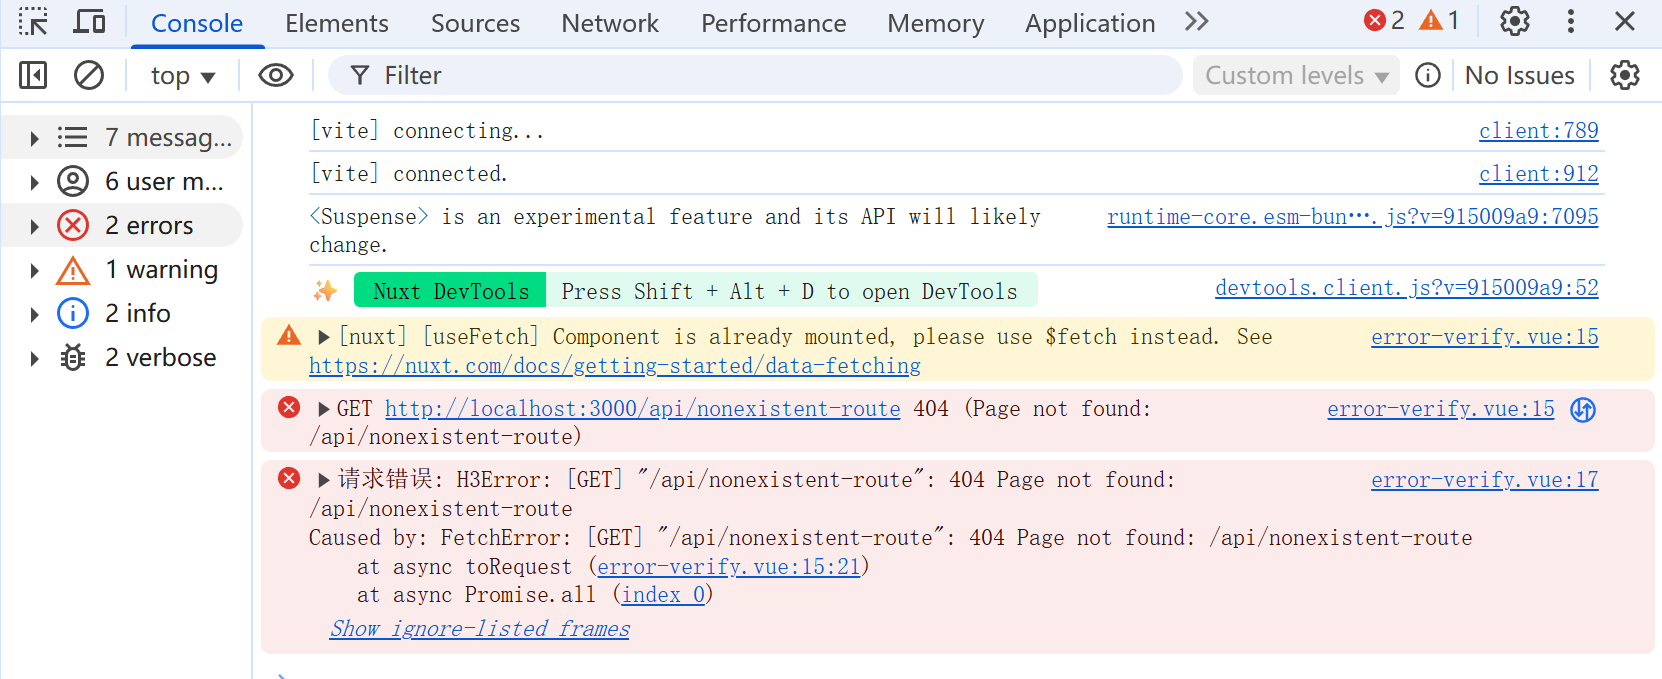 Console Elements Sources Network Performance Memory Application 2 1
top Filter Custom levels No Issues
7 messag...
6 user m...
2 errors
1 warning
2 info
2 verbose
[vite] connecting... client:789
[vite] connected. client:912
<Suspense> is an experimental feature and its API will likely runtime-core.esm-bun….js?v=915009a9:7095
change.
Nuxt DevTools Press Shift + Alt + D to open DevTools devtools.client.js?v=915009a9:52
[nuxt] [useFetch] Component is already mounted, please use $fetch instead. See error-verify.vue:15
https://nuxt.com/docs/getting-started/data-fetching
GET http://localhost:3000/api/nonexistent-route 404 (Page not found: error-verify.vue:15
/api/nonexistent-route)
请求错误: H3Error: [GET] "/api/nonexistent-route": 404 Page not found: error-verify.vue:17
/api/nonexistent-route
Caused by: FetchError: [GET] "/api/nonexistent-route": 404 Page not found: /api/nonexistent-route
at async toRequest (error-verify.vue:15:21)
at async Promise.all (index 0)
Show ignore-listed frames